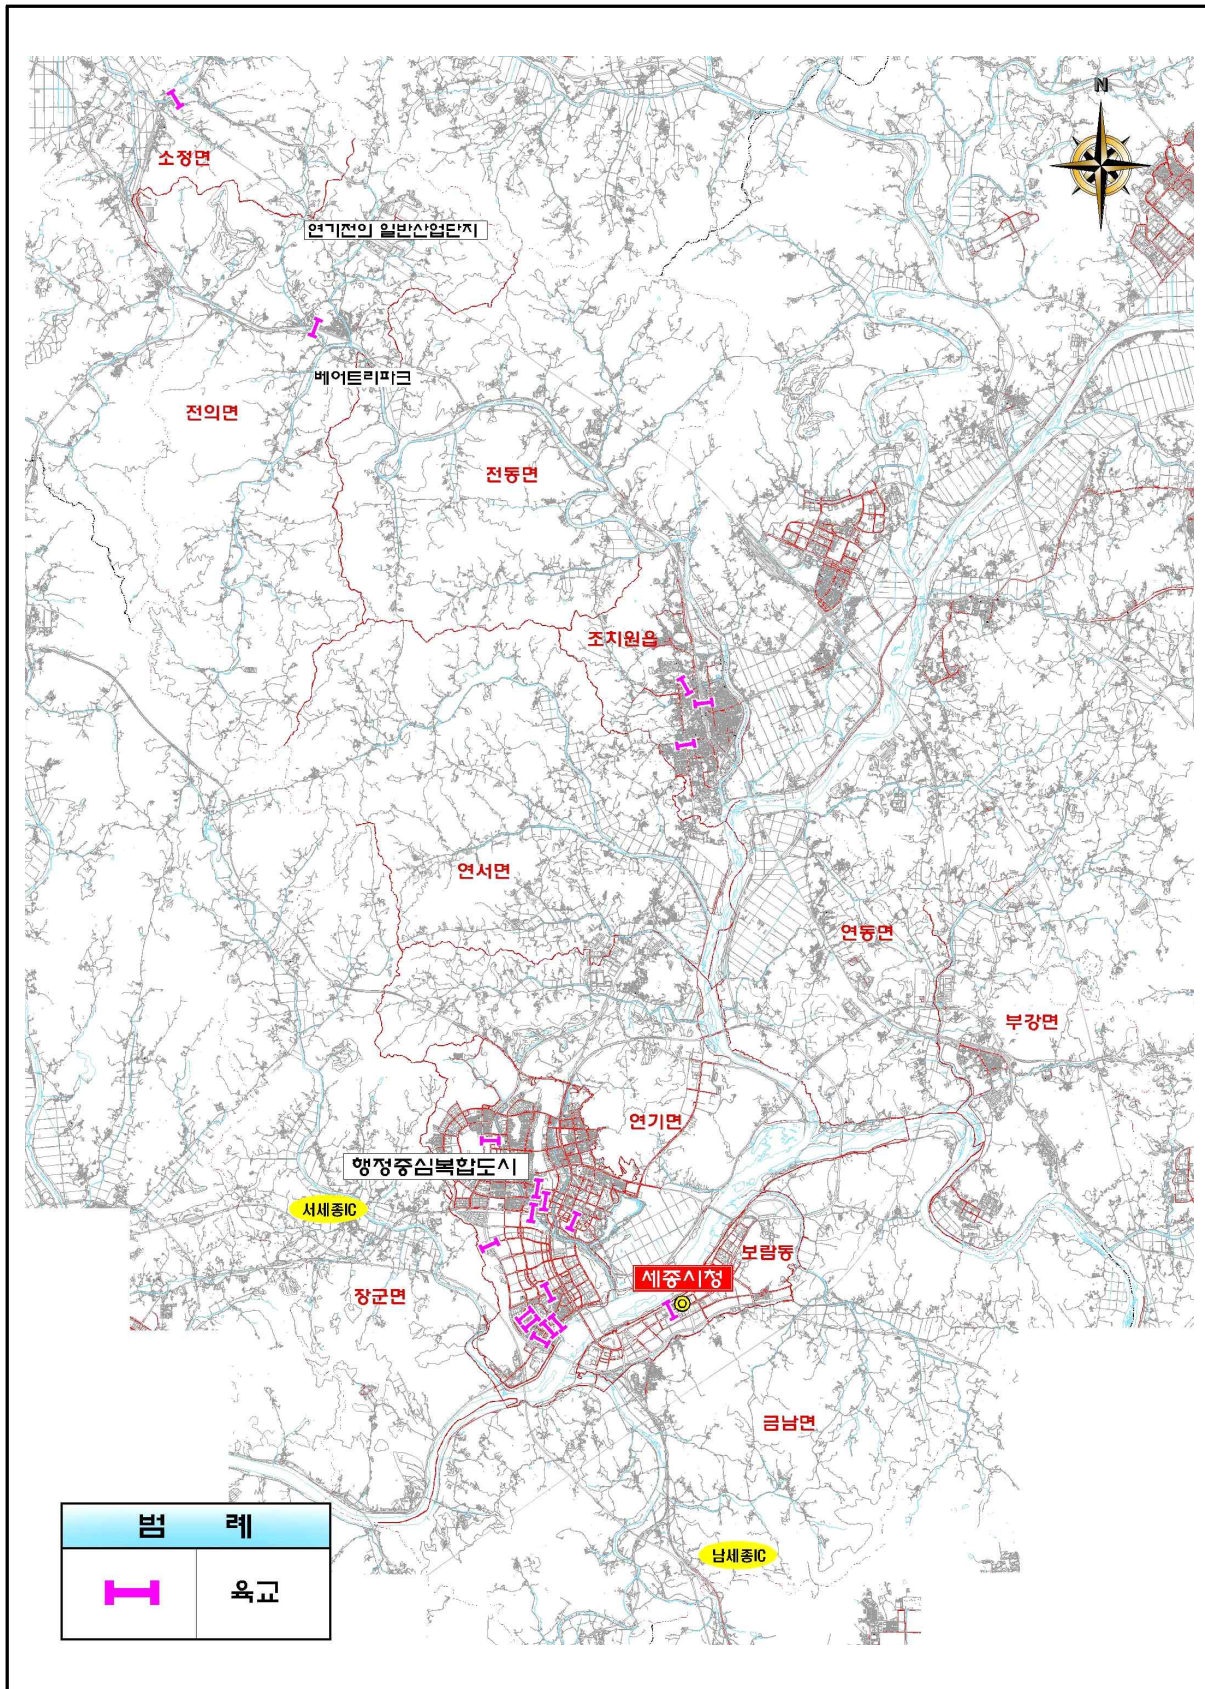 N
소정면
연기전의 일반산업단지
베어트리파크
전의면
전동면
조치원읍
연서면
연동면
부강면
연기면
행정중심복합도시
서세종IC
보람동
세종시청
장군면
금남면
남세종IC
범 례
육교